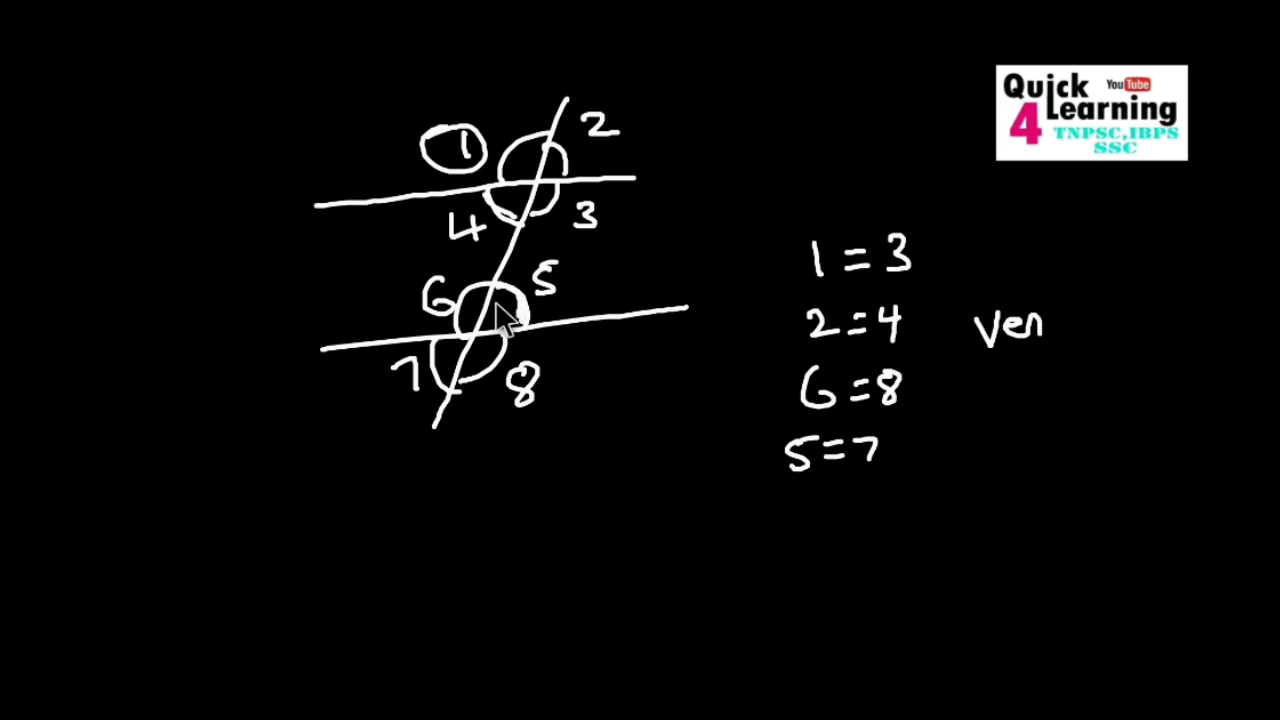 Quick YouTube
4 Learning
TNPSC,IBPS
SSC
1 2
4 3
6 5
7 8
1 = 3
2 = 4 Ver
6 = 8
5 = 7